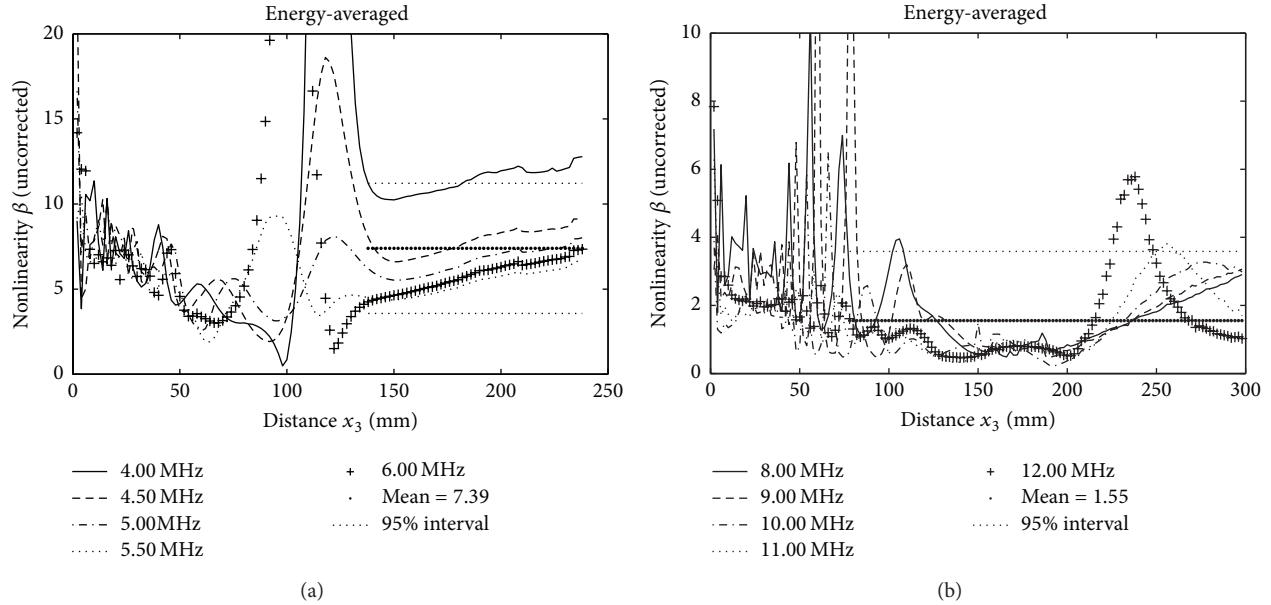 Energy-averaged
20
15
10
5
0
0 50 100 150 200 250
Nonlinearity β (uncorrected)
Distance x₃ (mm)
4.00 MHz
4.50 MHz
5.00MHz
5.50 MHz
6.00 MHz
Mean = 7.39
95% interval
(a)
Energy-averaged
10
8
6
4
2
0
0 50 100 150 200 250 300
Nonlinearity β (uncorrected)
Distance x₃ (mm)
8.00 MHz
9.00 MHz
10.00 MHz
11.00 MHz
12.00 MHz
Mean = 1.55
95% interval
(b)